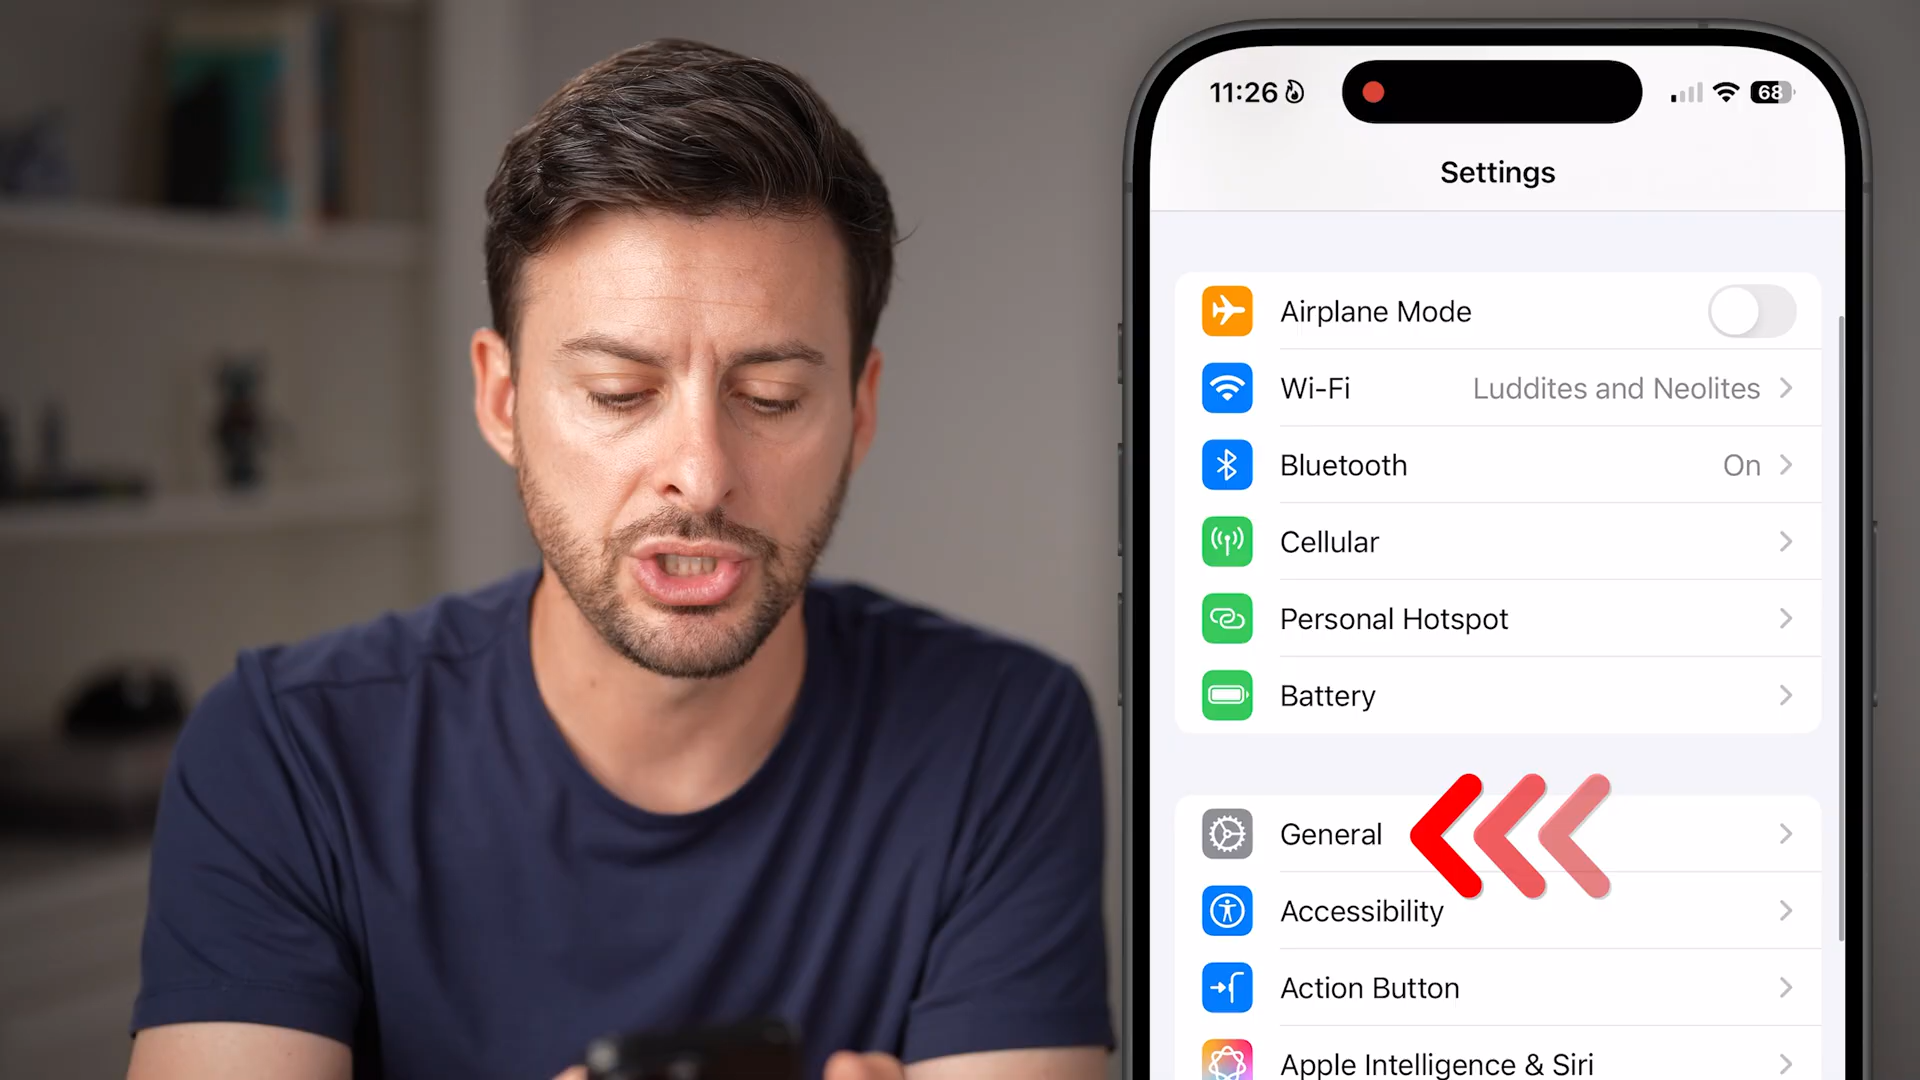 11:26
68
Settings
Airplane Mode
Wi-Fi Luddites and Neolites
Bluetooth On
Cellular
Personal Hotspot
Battery
General
Accessibility
Action Button
Apple Intelligence & Siri